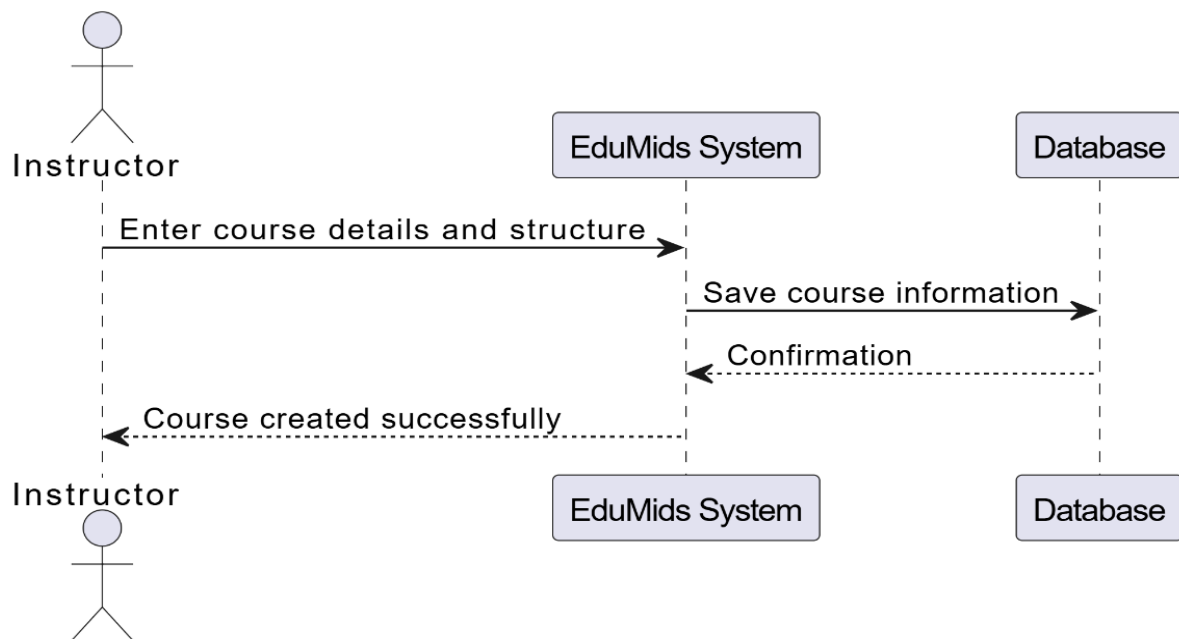 Instructor
EduMids System
Database
Enter course details and structure
Save course information
Confirmation
Course created successfully
Instructor
EduMids System
Database